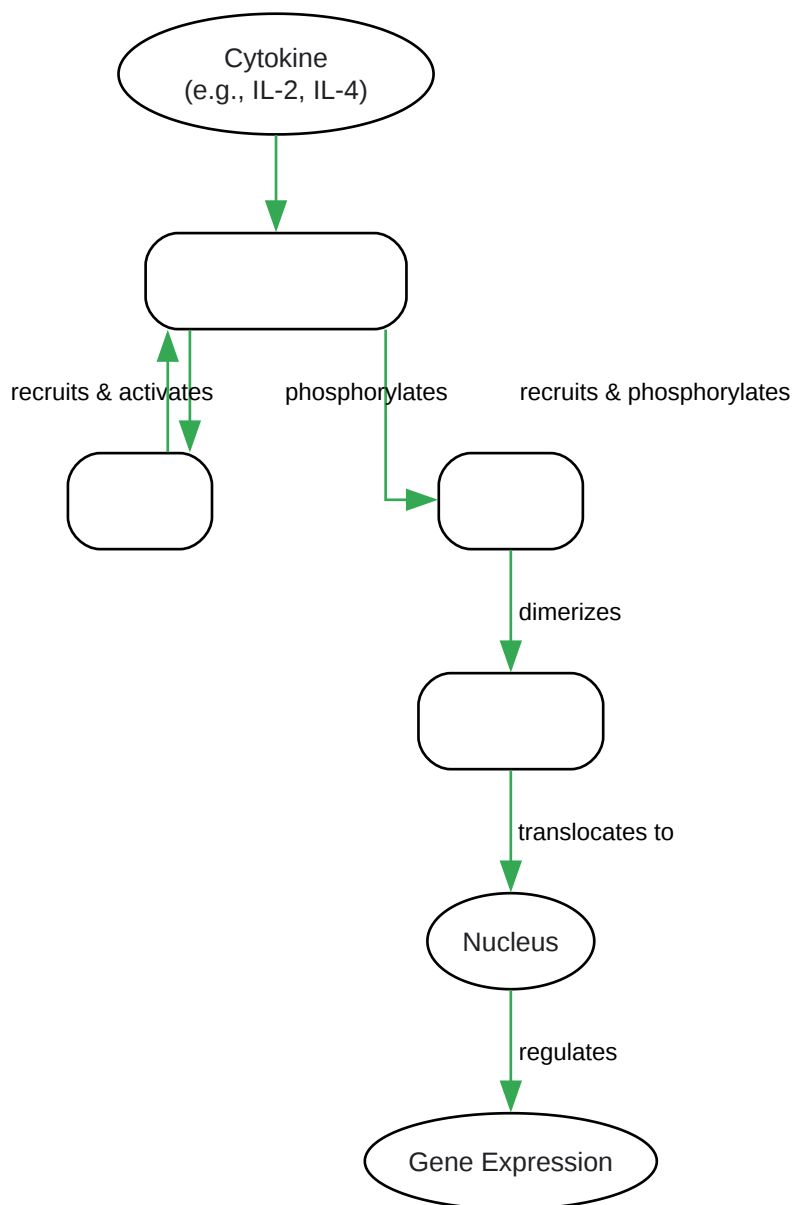 Cytokine
(e.g., IL-2, IL-4)
recruits & activates
phosphorylates
recruits & phosphorylates
dimerizes
translocates to
Nucleus
regulates
Gene Expression